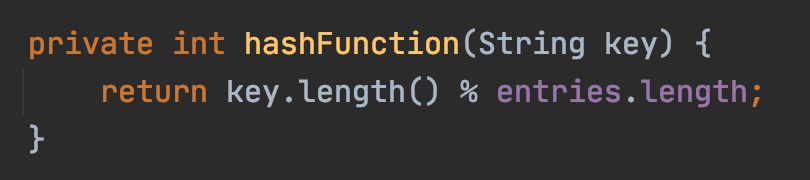 private int hashFunction(String key) {
    return key.length() % entries.length;
}